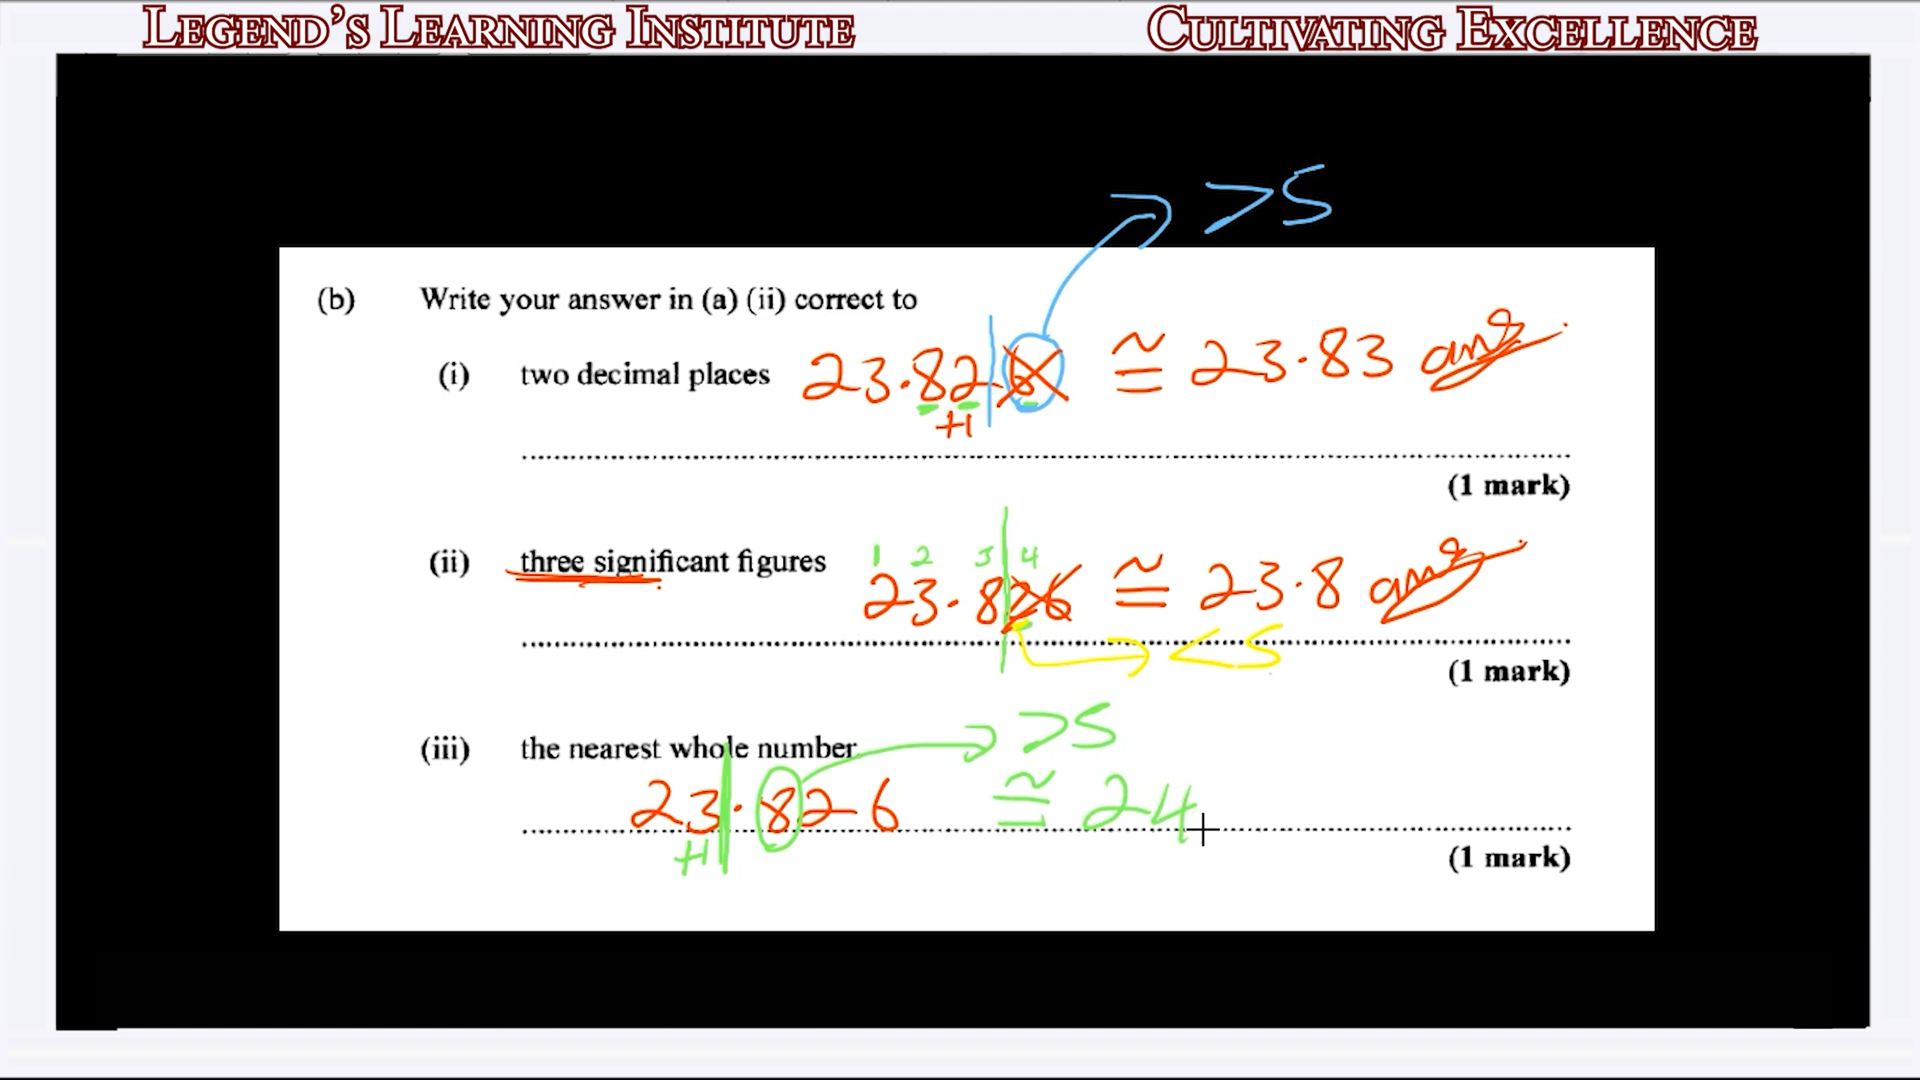 LEGEND'S LEARNING INSTITUTE CULTIVATING EXCELLENCE
>5
(b) Write your answer in (a) (ii) correct to
(i) two decimal places 23.826 ≅ 23.83 ans
+1
(1 mark)
1 2 3 4
(ii) three significant figures 23.826 ≅ 23.8 ans
<5
(1 mark)
>5
(iii) the nearest whole number
23.826 ≅ 24
+1
(1 mark)